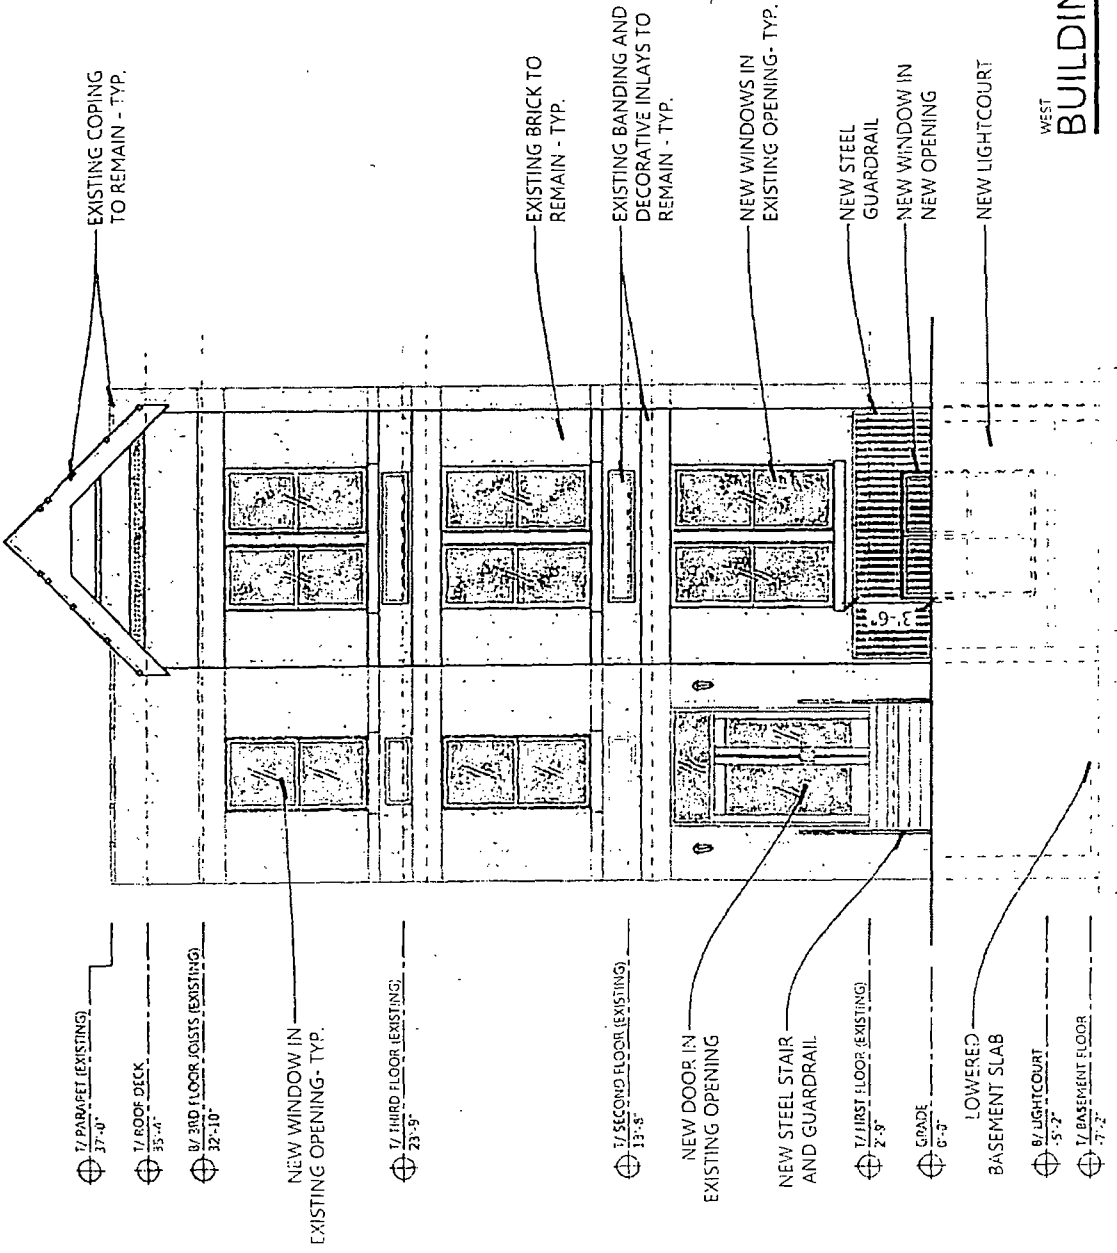 EXISTING COPING
TO REMAIN - TYP.
EXISTING BRICK TO
REMAIN - TYP.
EXISTING BANDING AND
DECORATIVE INLAYS TO
REMAIN - TYP.
NEW WINDOWS IN
EXISTING OPENING- TYP.
NEW STEEL
GUARDRAIL
NEW WINDOW IN
NEW OPENING
NEW LIGHTCOURT
WEST
BUILDIN
3'-6"
T/ PARAPET (EXISTING)
37'-0"
T/ ROOF DECK
35'-4"
B/ 3RD FLOOR JOISTS (EXISTING)
32'-10"
NEW WINDOW IN
EXISTING OPENING- TYP.
T/ THIRD FLOOR (EXISTING)
23'-9"
T/ SECOND FLOOR (EXISTING)
13'-8"
NEW DOOR IN
EXISTING OPENING
NEW STEEL STAIR
AND GUARDRAIL
T/ FIRST FLOOR (EXISTING)
2'-9"
GRADE
0'-0"
LOWERED
BASEMENT SLAB
B/ LIGHTCOURT
-5'-2"
T/ BASEMENT FLOOR
-7'-2"